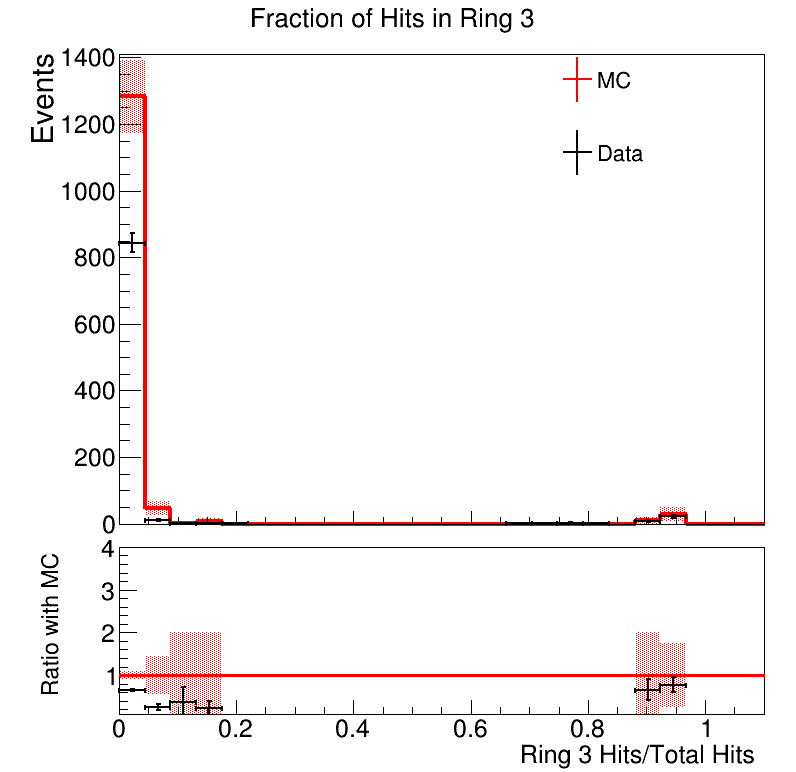 Fraction of Hits in Ring 3
Events
1400
1200
1000
800
600
400
200
0
MC
Data
Ratio with MC
4
3
2
1
0 0.2 0.4 0.6 0.8 1
Ring 3 Hits/Total Hits